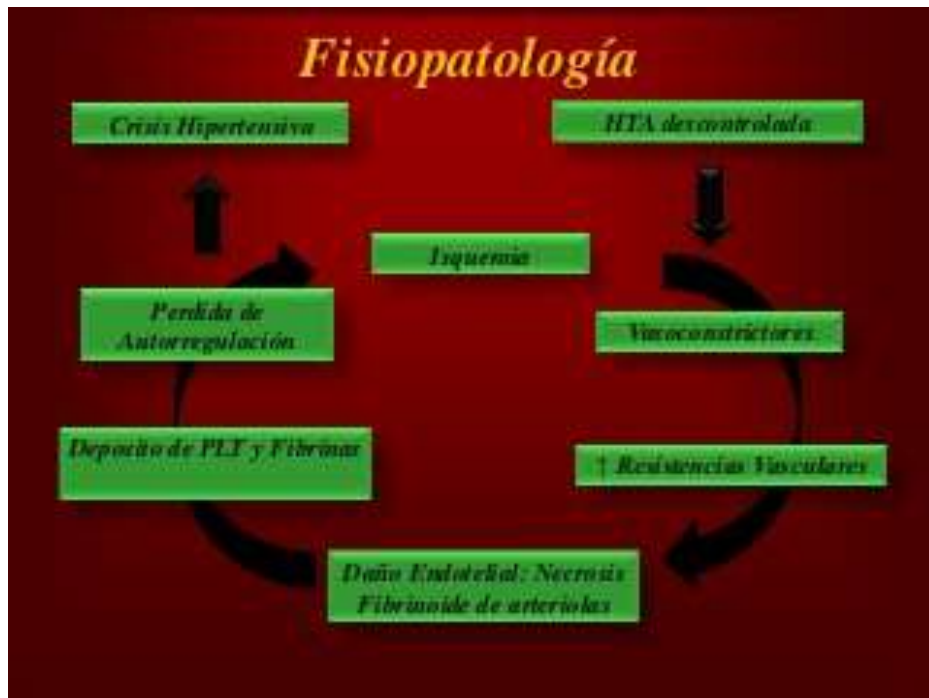 Fisiopatología
Crisis Hipertensiva
HTA descontrolada
Isquemia
Perdida de
Autorregulación
Vasoconstrictores
Deposito de PLT y Fibrinas
↑ Resistencias Vasculares
Daño Endotelial: Necrosis
Fibrinoide de arteriolas